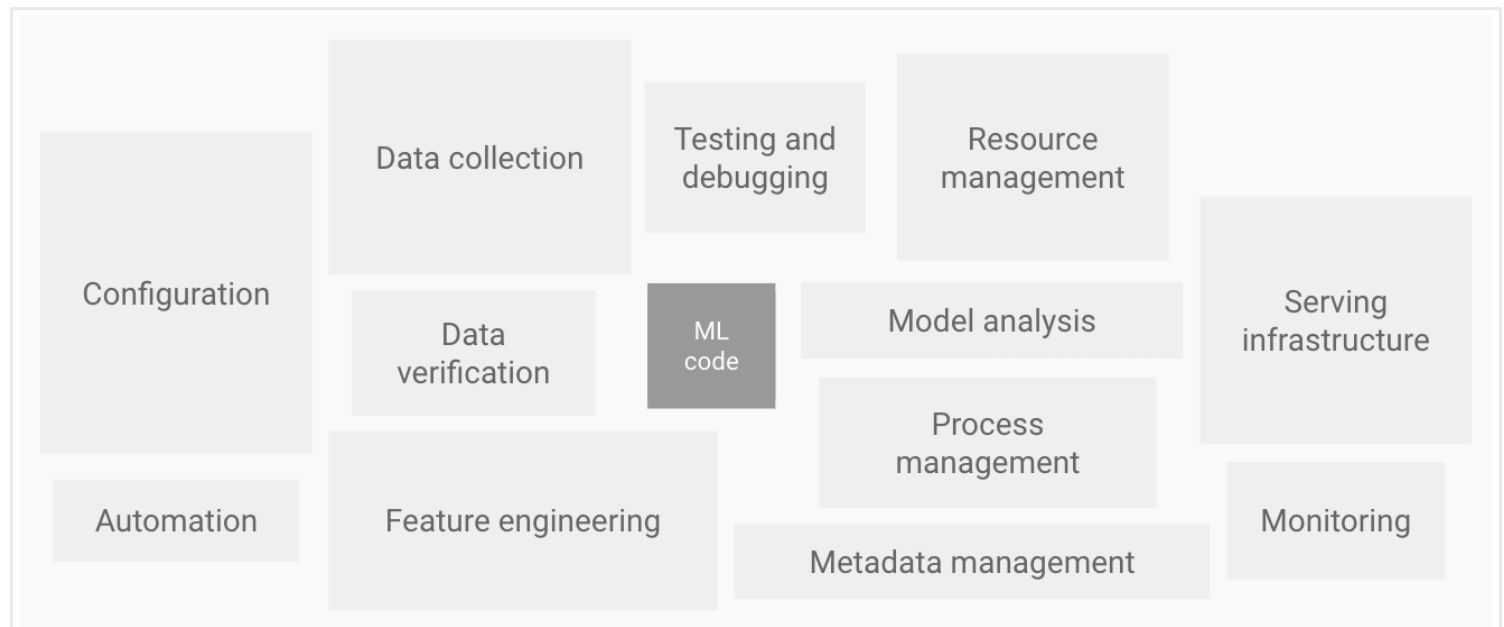 Configuration
Automation
Data collection
Data
verification
Feature engineering
Testing and
debugging
ML
code
Resource
management
Model analysis
Process
management
Metadata management
Serving
infrastructure
Monitoring